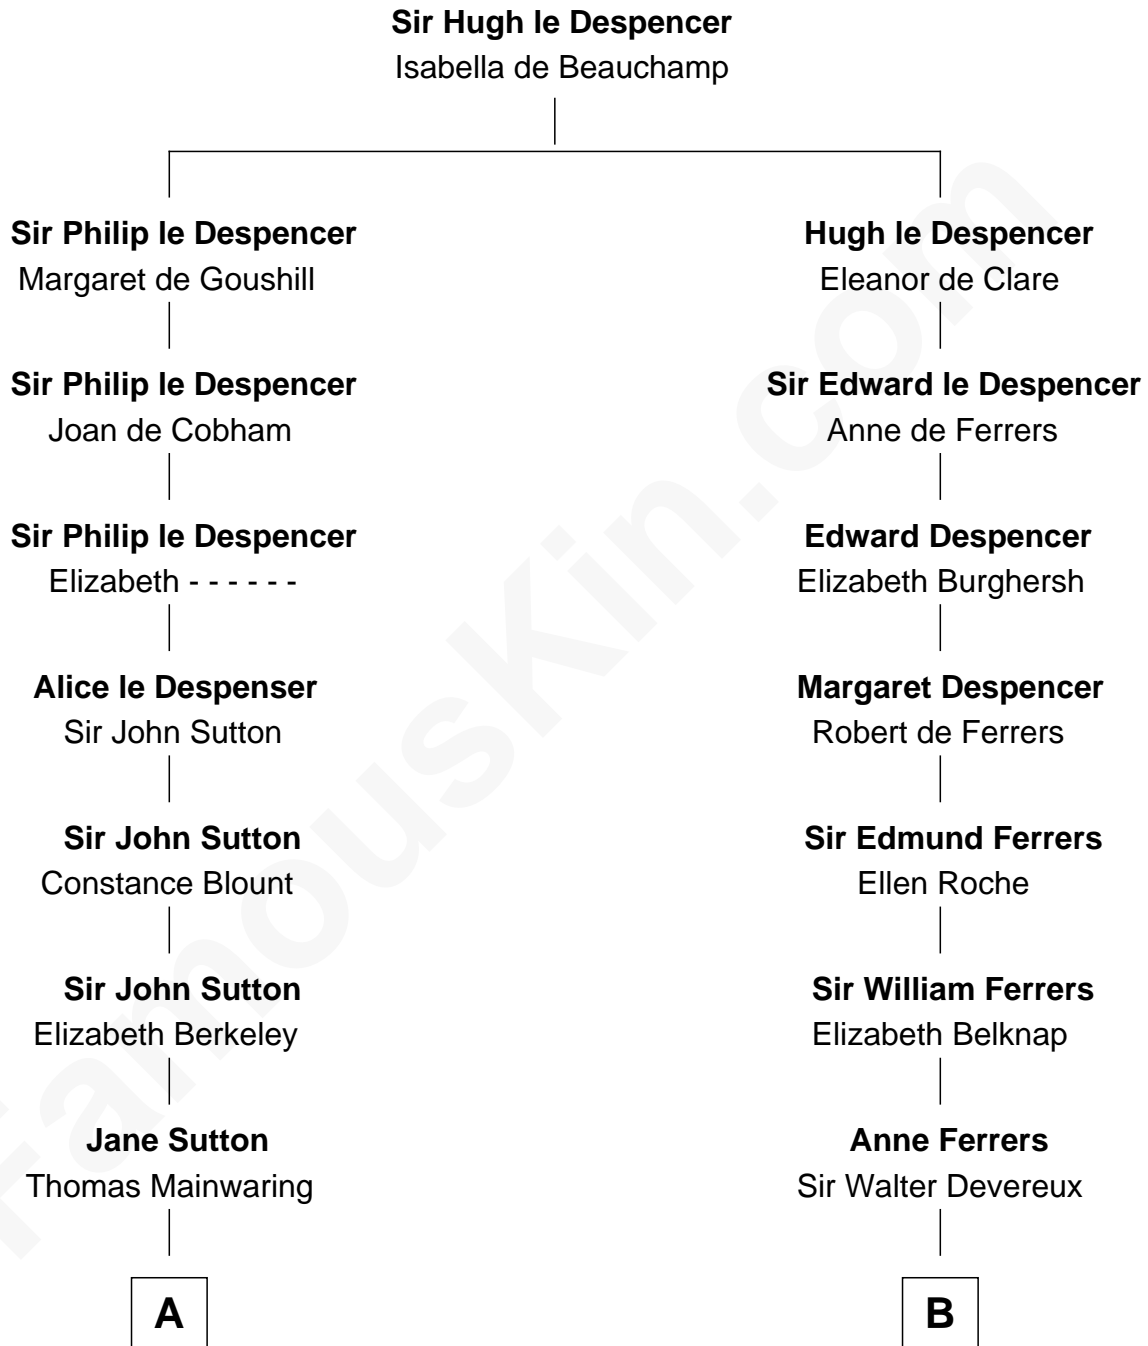 Sir Hugh le Despencer
Isabella de Beauchamp
Sir Philip le Despencer
Margaret de Goushill
Hugh le Despencer
Eleanor de Clare
Sir Philip le Despencer
Joan de Cobham
Sir Edward le Despencer
Anne de Ferrers
Sir Philip le Despencer
Elizabeth - - - - - -
Edward Despencer
Elizabeth Burghersh
Alice le Despenser
Sir John Sutton
Margaret Despencer
Robert de Ferrers
Sir John Sutton
Constance Blount
Sir Edmund Ferrers
Ellen Roche
Sir John Sutton
Elizabeth Berkeley
Sir William Ferrers
Elizabeth Belknap
Jane Sutton
Thomas Mainwaring
Anne Ferrers
Sir Walter Devereux
A
B
FamousKin.com